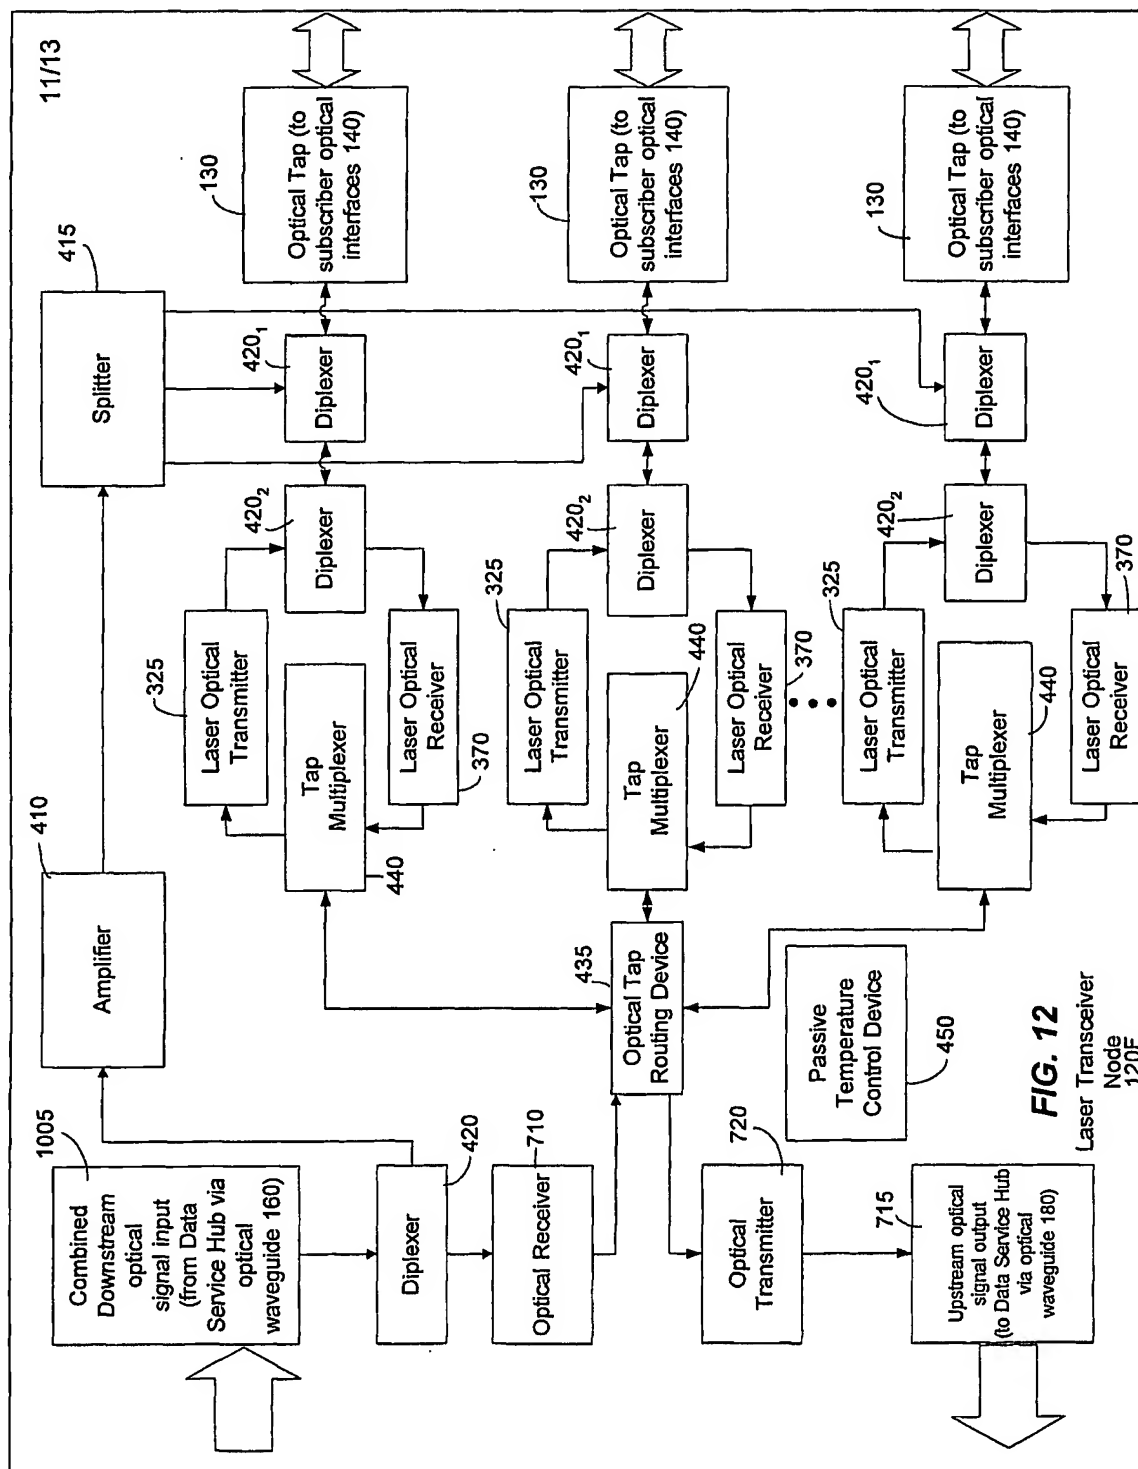 11/13
1005
Combined
Downstream
optical
signal input
(from Data
Service Hub via
optical
waveguide 160)
410
Amplifier
415
Splitter
420
Diplexer
710
Optical Receiver
435
Optical Tap
Routing Device
720
Optical
Transmitter
715
Upstream optical
signal output
(to Data Service Hub
via optical
waveguide 180)
325
Laser Optical
Transmitter
Tap
Multiplexer
440
Laser Optical
Receiver
370
420₂
Diplexer
420₁
Diplexer
130
Optical Tap (to
subscriber optical
interfaces 140)
325
Laser Optical
Transmitter
Tap
Multiplexer
440
Laser Optical
Receiver
370
420₂
Diplexer
420₁
Diplexer
130
Optical Tap (to
subscriber optical
interfaces 140)
325
Laser Optical
Transmitter
Tap
Multiplexer
440
Laser Optical
Receiver
370
420₂
Diplexer
420₁
Diplexer
130
Optical Tap (to
subscriber optical
interfaces 140)
Passive
Temperature
Control Device
450
FIG. 12
Laser Transceiver
Node